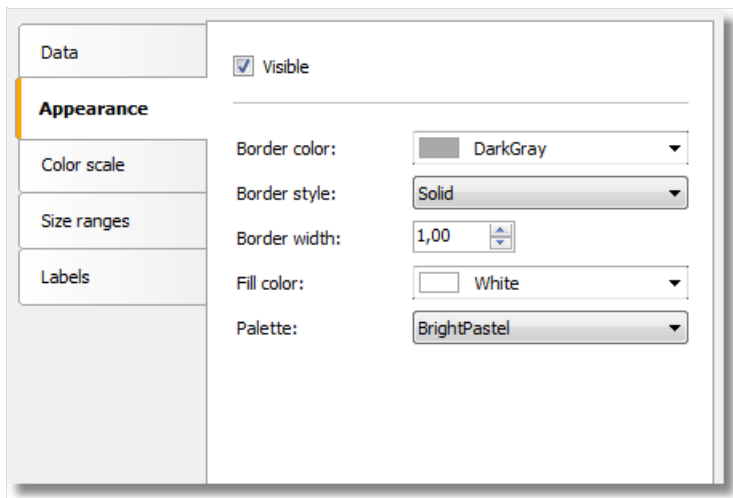 Data
Appearance
Color scale
Size ranges
Labels
Visible
Border color: DarkGray
Border style: Solid
Border width: 1,00
Fill color: White
Palette: BrightPastel